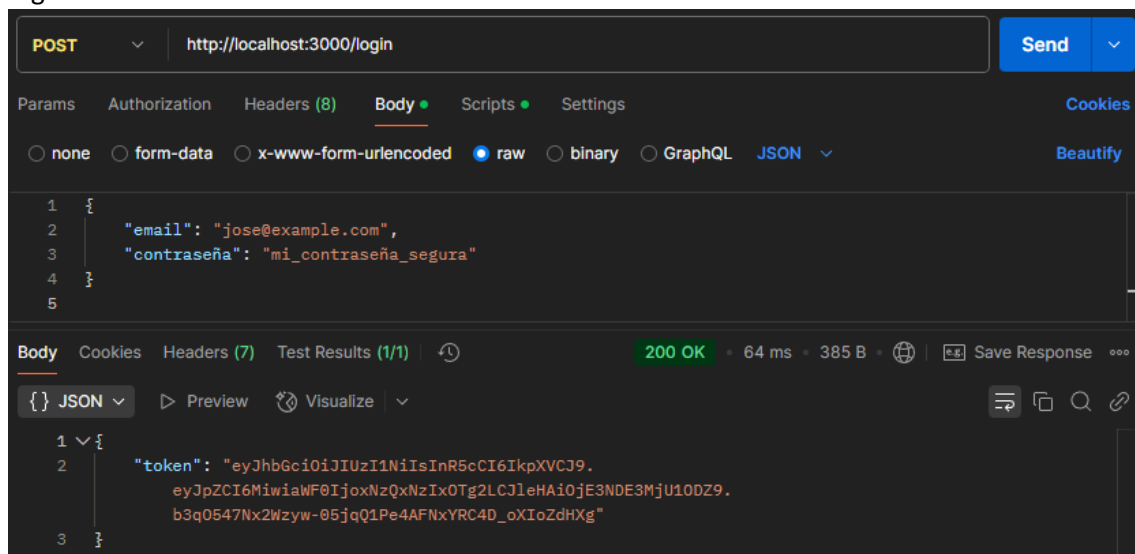 POST http://localhost:3000/login Send
Params Authorization Headers (8) Body Scripts Settings Cookies
none form-data x-www-form-urlencoded raw binary GraphQL JSON Beautify
1 {
2 "email": "jose@example.com",
3 "contraseña": "mi_contraseña_segura"
4 }
5
Body Cookies Headers (7) Test Results (1/1) 200 OK 64 ms 385 B e.g. Save Response
{} JSON Preview Visualize
1 {
2 "token": "eyJhbGciOiJIUzI1NiIsInR5cCI6IkpXVCJ9.
eyJpZCI6MiwiaWF0IjoxNzQxNzIxOTg2LCJleHAiOjE3NDE3MjU1ODZ9.
b3qO547Nx2Wzyw-05jqQ1Pe4AFNxYRC4D_oXIoZdHXg"
3 }